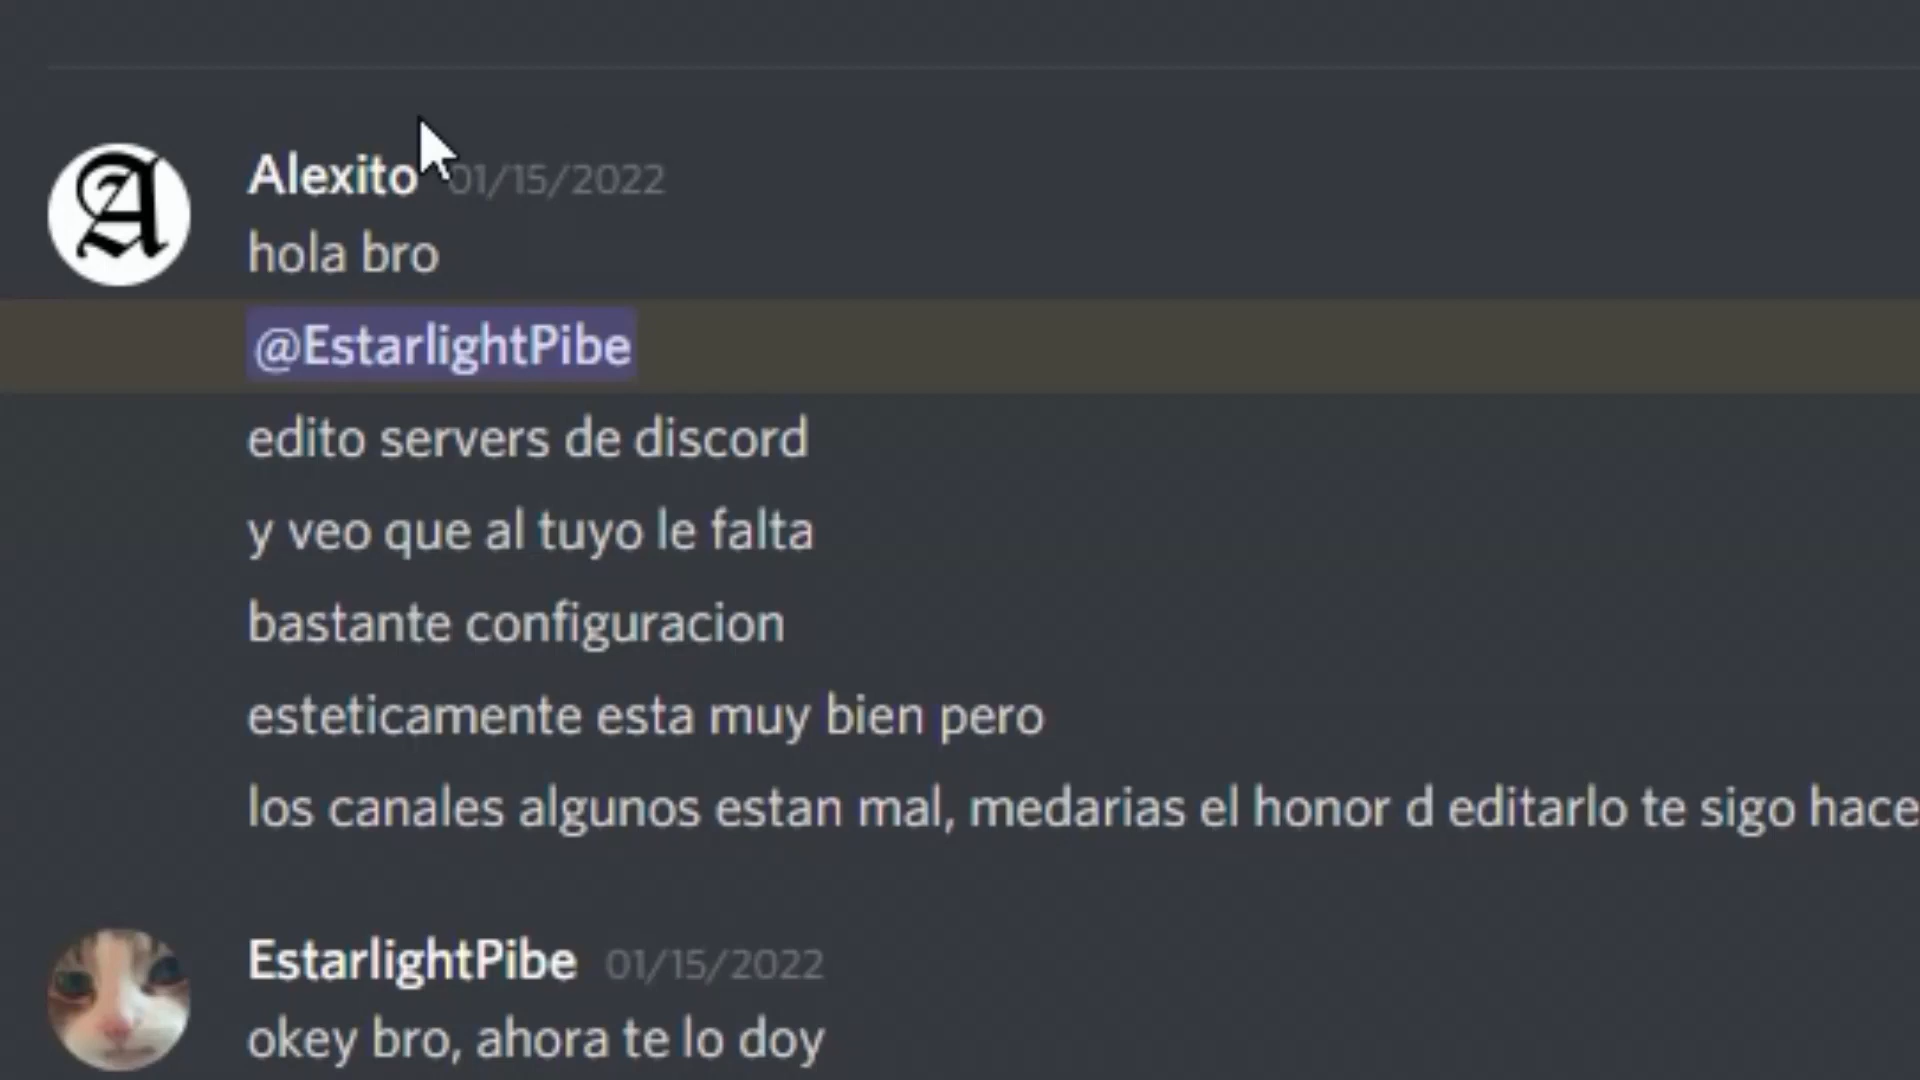 Alexito 01/15/2022
hola bro
@EstarlightPibe
edito servers de discord
y veo que al tuyo le falta
bastante configuracion
esteticamente esta muy bien pero
los canales algunos estan mal, medarias el honor d editarlo te sigo hace
EstarlightPibe 01/15/2022
okey bro, ahora te lo doy